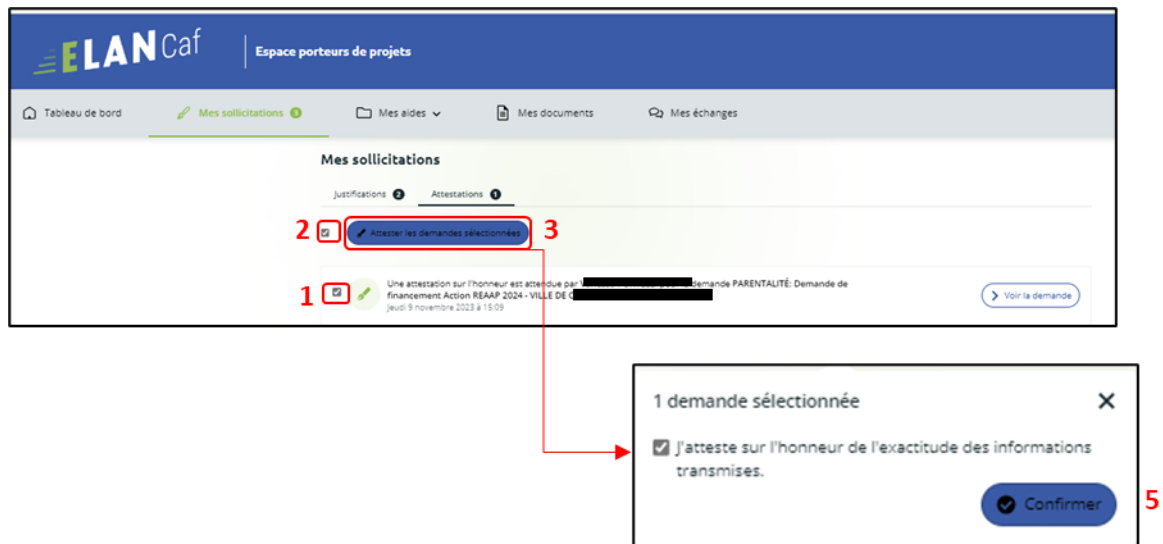 ELAN Caf
Espace porteurs de projets
Tableau de bord
Mes sollicitations 3
Mes aides
Mes documents
Mes échanges
Mes sollicitations
Justifications 2
Attestations 1
2
Attester les demandes sélectionnées
3
1
Une attestation sur l'honneur est attendue par
demande PARENTALITÉ: Demande de
financement Action REAAP 2024 - VILLE DE
Jeudi 9 novembre 2023 à 15:09
Voir la demande
1 demande sélectionnée
J'atteste sur l'honneur de l'exactitude des informations
transmises.
Confirmer
5